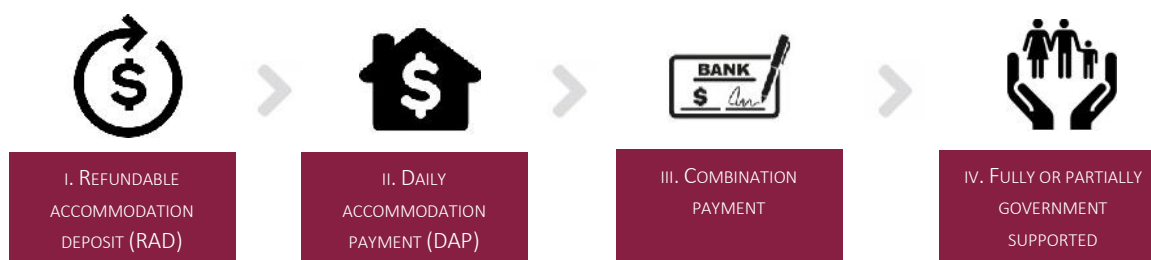 $
$
BANK
$
I. REFUNDABLE
ACCOMMODATION
DEPOSIT (RAD)
II. DAILY
ACCOMMODATION
PAYMENT (DAP)
III. COMBINATION
PAYMENT
IV. FULLY OR PARTIALLY
GOVERNMENT
SUPPORTED